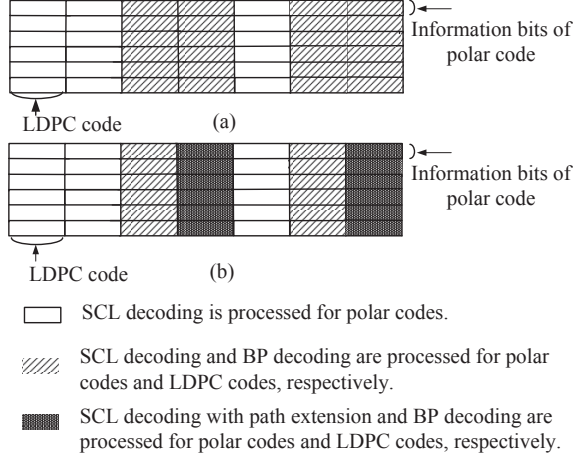 Information bits of
polar code
LDPC code
(a)
Information bits of
polar code
LDPC code
(b)
SCL decoding is processed for polar codes.
SCL decoding and BP decoding are processed for polar
codes and LDPC codes, respectively.
SCL decoding with path extension and BP decoding are
processed for polar codes and LDPC codes, respectively.